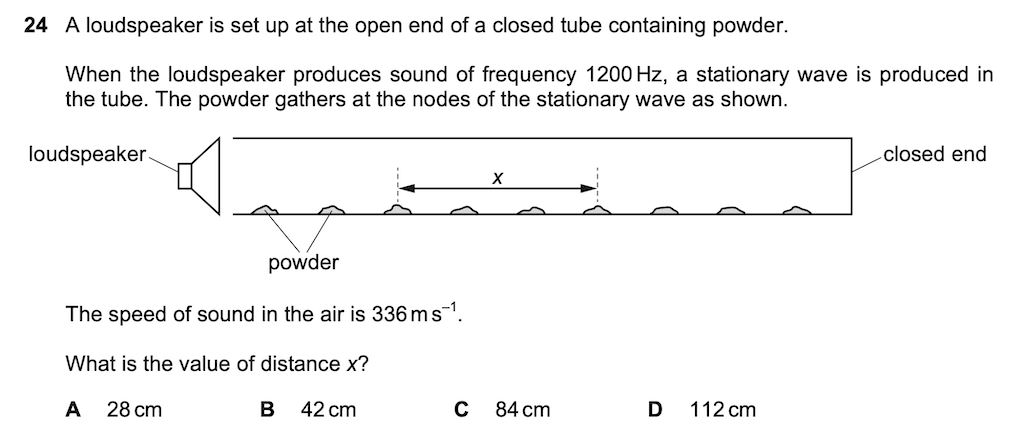 24 A loudspeaker is set up at the open end of a closed tube containing powder.
When the loudspeaker produces sound of frequency 1200 Hz, a stationary wave is produced in
the tube. The powder gathers at the nodes of the stationary wave as shown.
loudspeaker
closed end
x
powder
The speed of sound in the air is 336 m s⁻¹.
What is the value of distance x?
A 28 cm B 42 cm C 84 cm D 112 cm